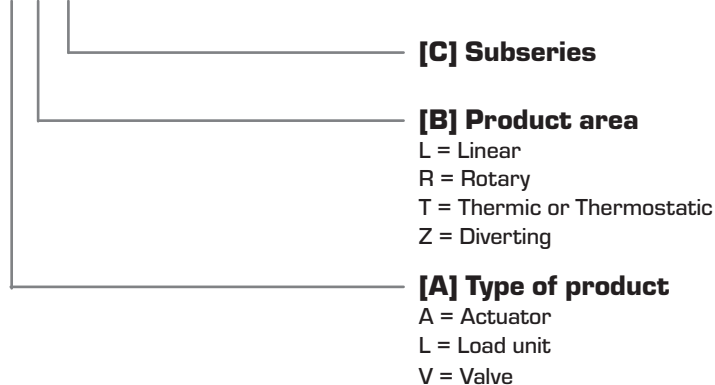 [C] Subseries
[B] Product area
L = Linear
R = Rotary
T = Thermic or Thermostatic
Z = Diverting
[A] Type of product
A = Actuator
L = Load unit
V = Valve